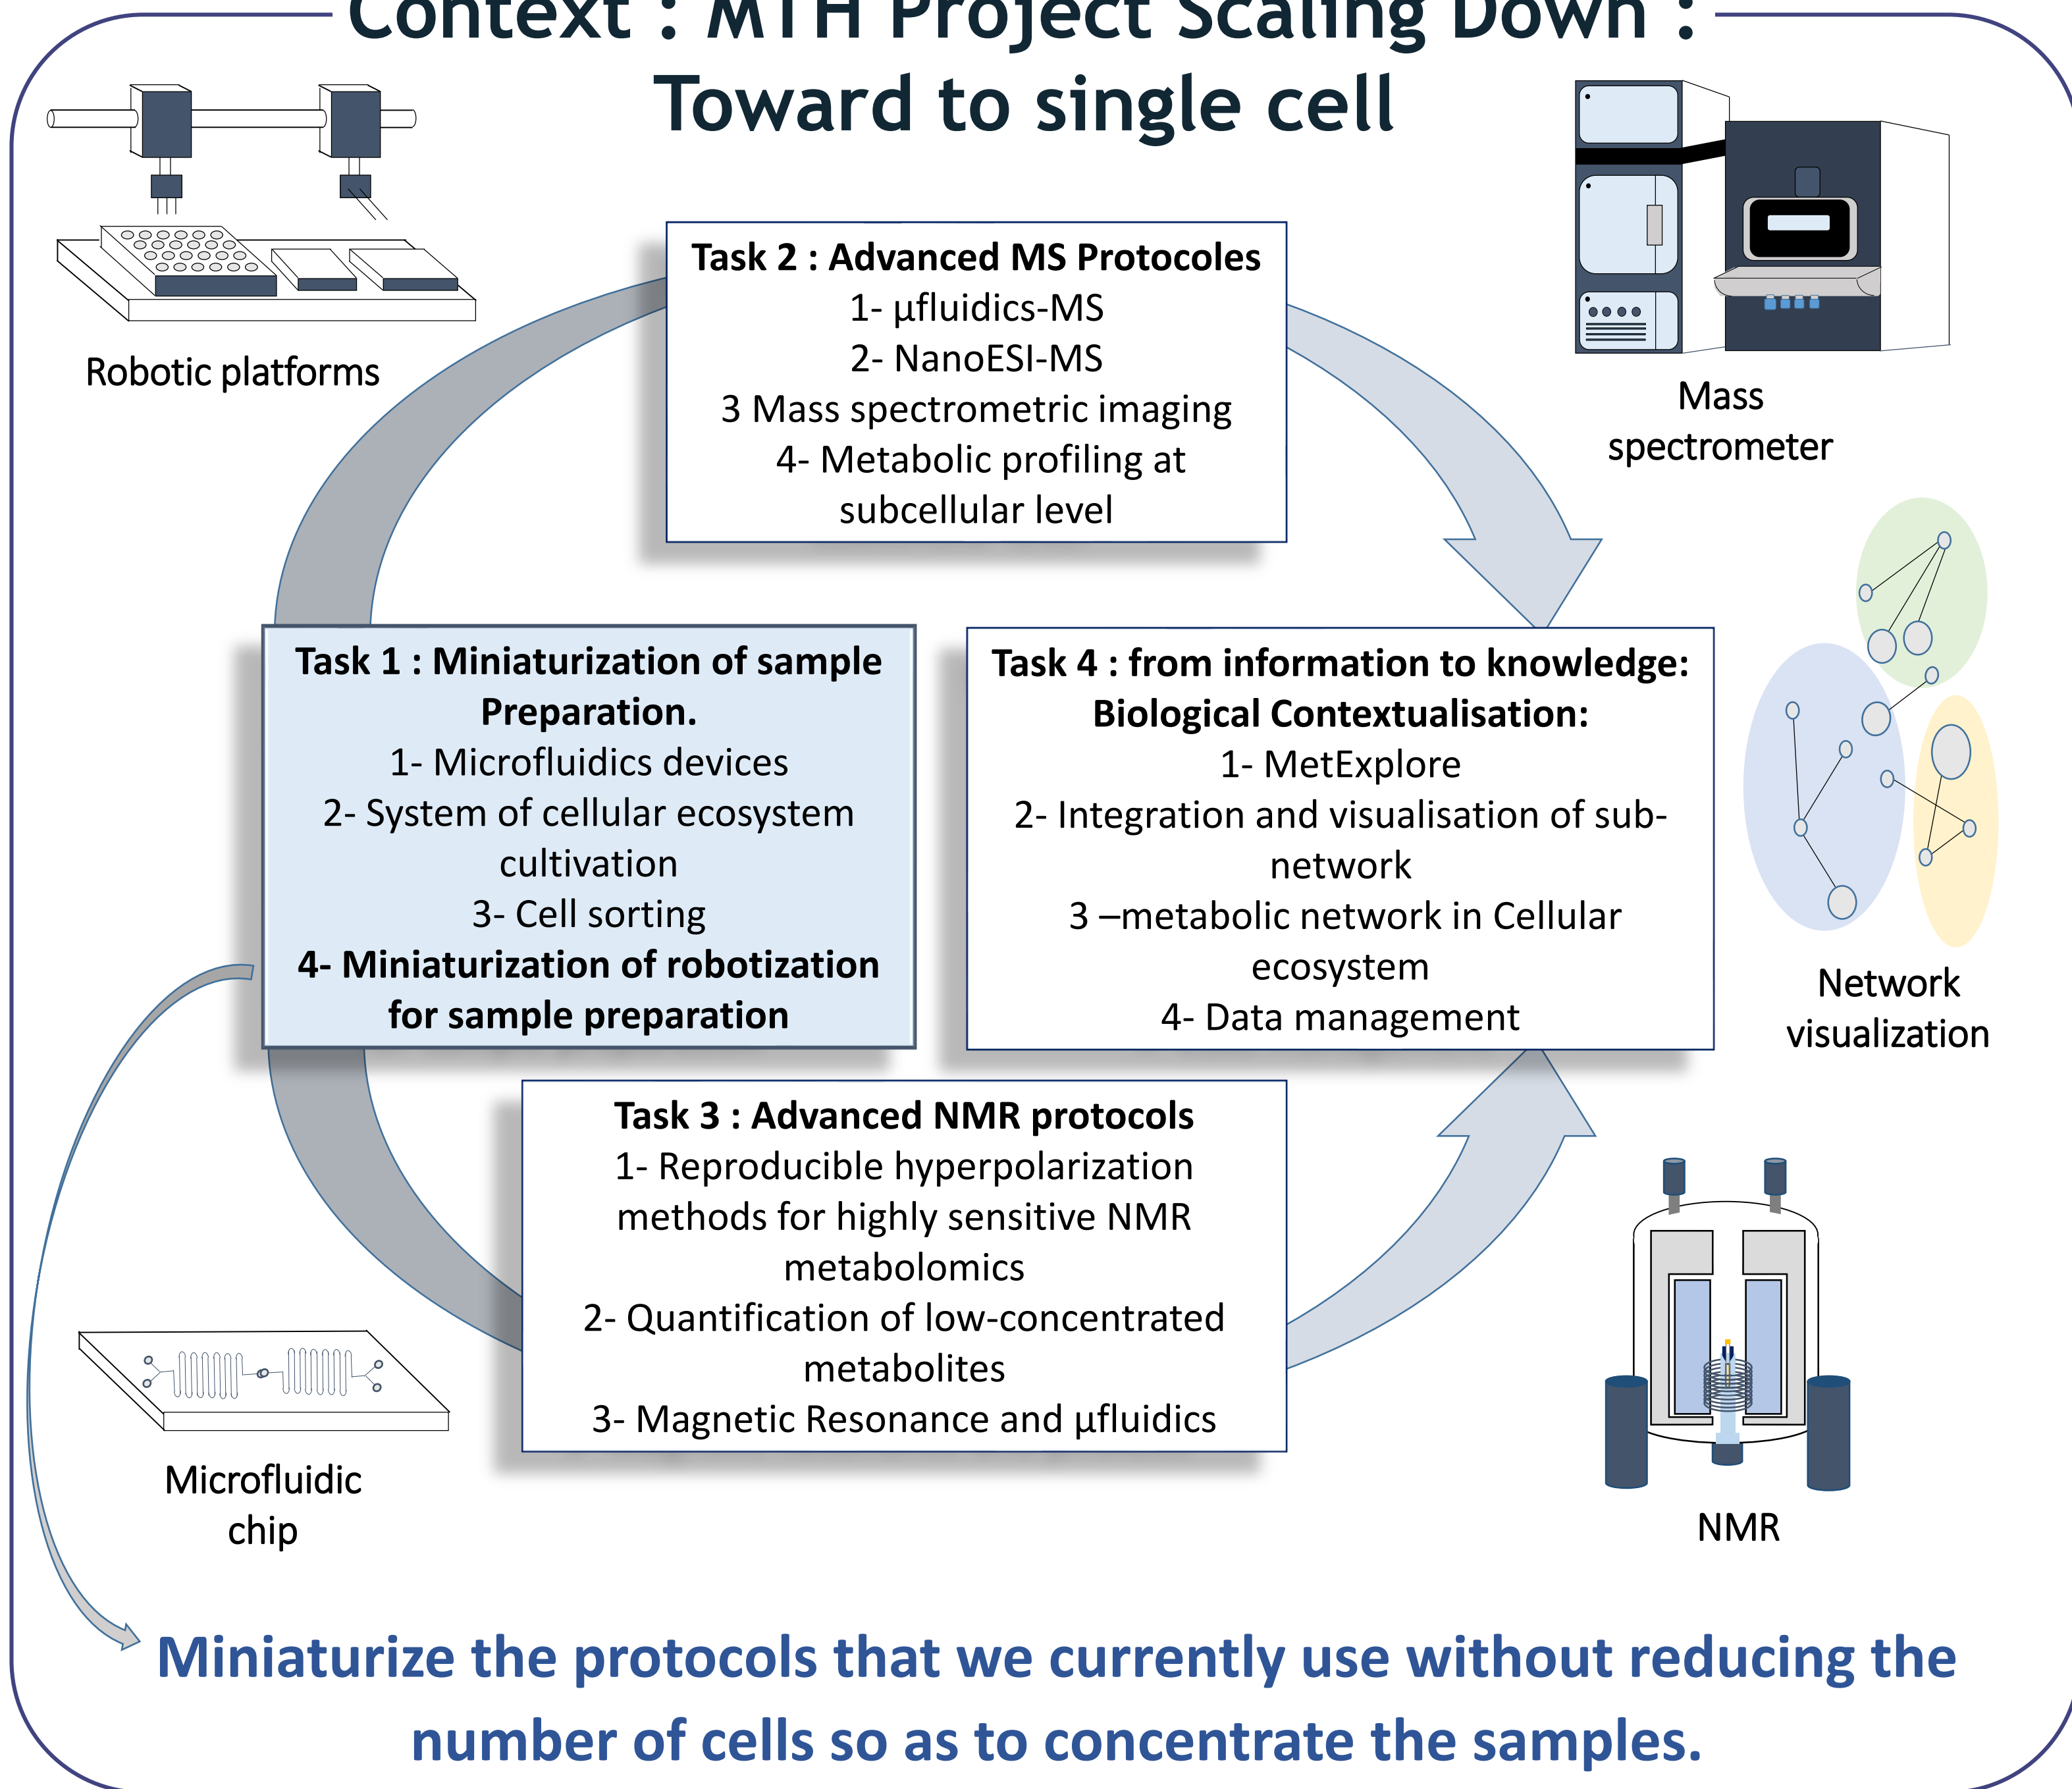 Context : MTH Project Scaling Down :
Toward to single cell
Robotic platforms
Mass
spectrometer
Task 2 : Advanced MS Protocoles
1- µfluidics-MS
2- NanoESI-MS
3 Mass spectrometric imaging
4- Metabolic profiling at
subcellular level
Task 1 : Miniaturization of sample
Preparation.
1- Microfluidics devices
2- System of cellular ecosystem
cultivation
3- Cell sorting
4- Miniaturization of robotization
for sample preparation
Task 4 : from information to knowledge:
Biological Contextualisation:
1- MetExplore
2- Integration and visualisation of sub-
network
3 –metabolic network in Cellular
ecosystem
4- Data management
Network
visualization
Task 3 : Advanced NMR protocols
1- Reproducible hyperpolarization
methods for highly sensitive NMR
metabolomics
2- Quantification of low-concentrated
metabolites
3- Magnetic Resonance and µfluidics
Microfluidic
chip
NMR
Miniaturize the protocols that we currently use without reducing the
number of cells so as to concentrate the samples.